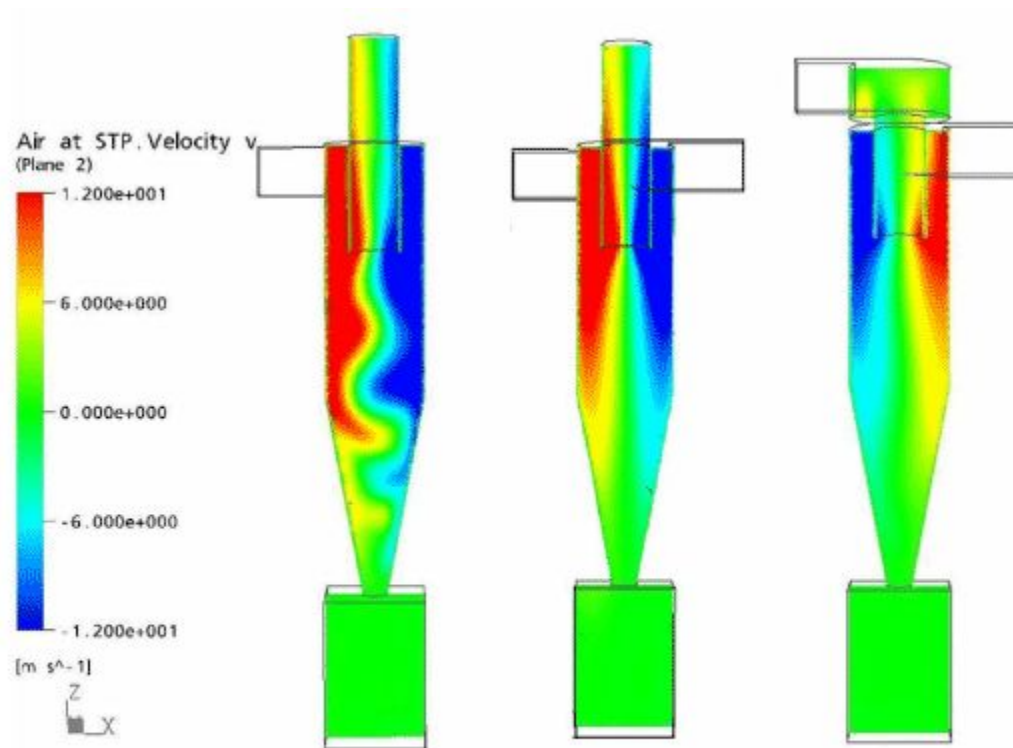 Air at STP.Velocity v
(Plane 2)
1.200e+001
6.000e+000
0.000e+000
-6.000e+000
-1.200e+001
[m s^-1]
Z
X